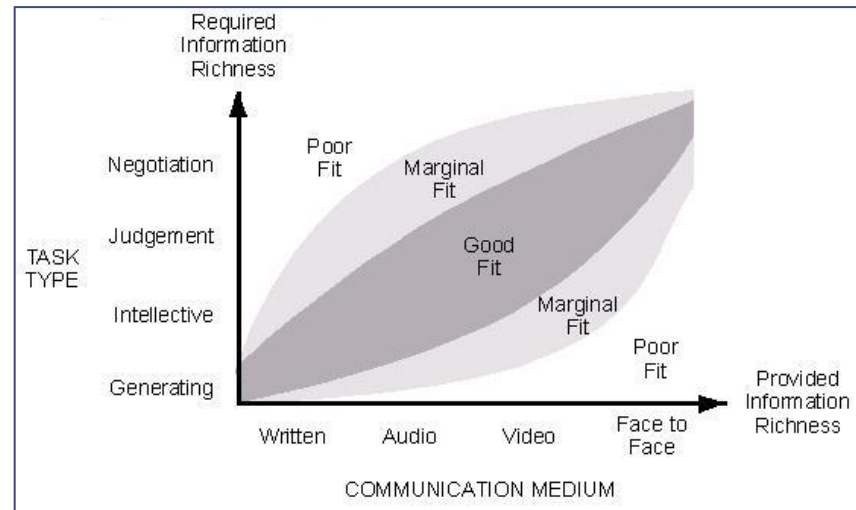 Required
Information
Richness
Poor
Fit
Negotiation
Marginal
Fit
Judgement
TASK
TYPE
Good
Fit
Intellective
Marginal
Fit
Generating
Poor
Fit
Provided
Information
Richness
Written
Audio
Video
Face to
Face
COMMUNICATION MEDIUM